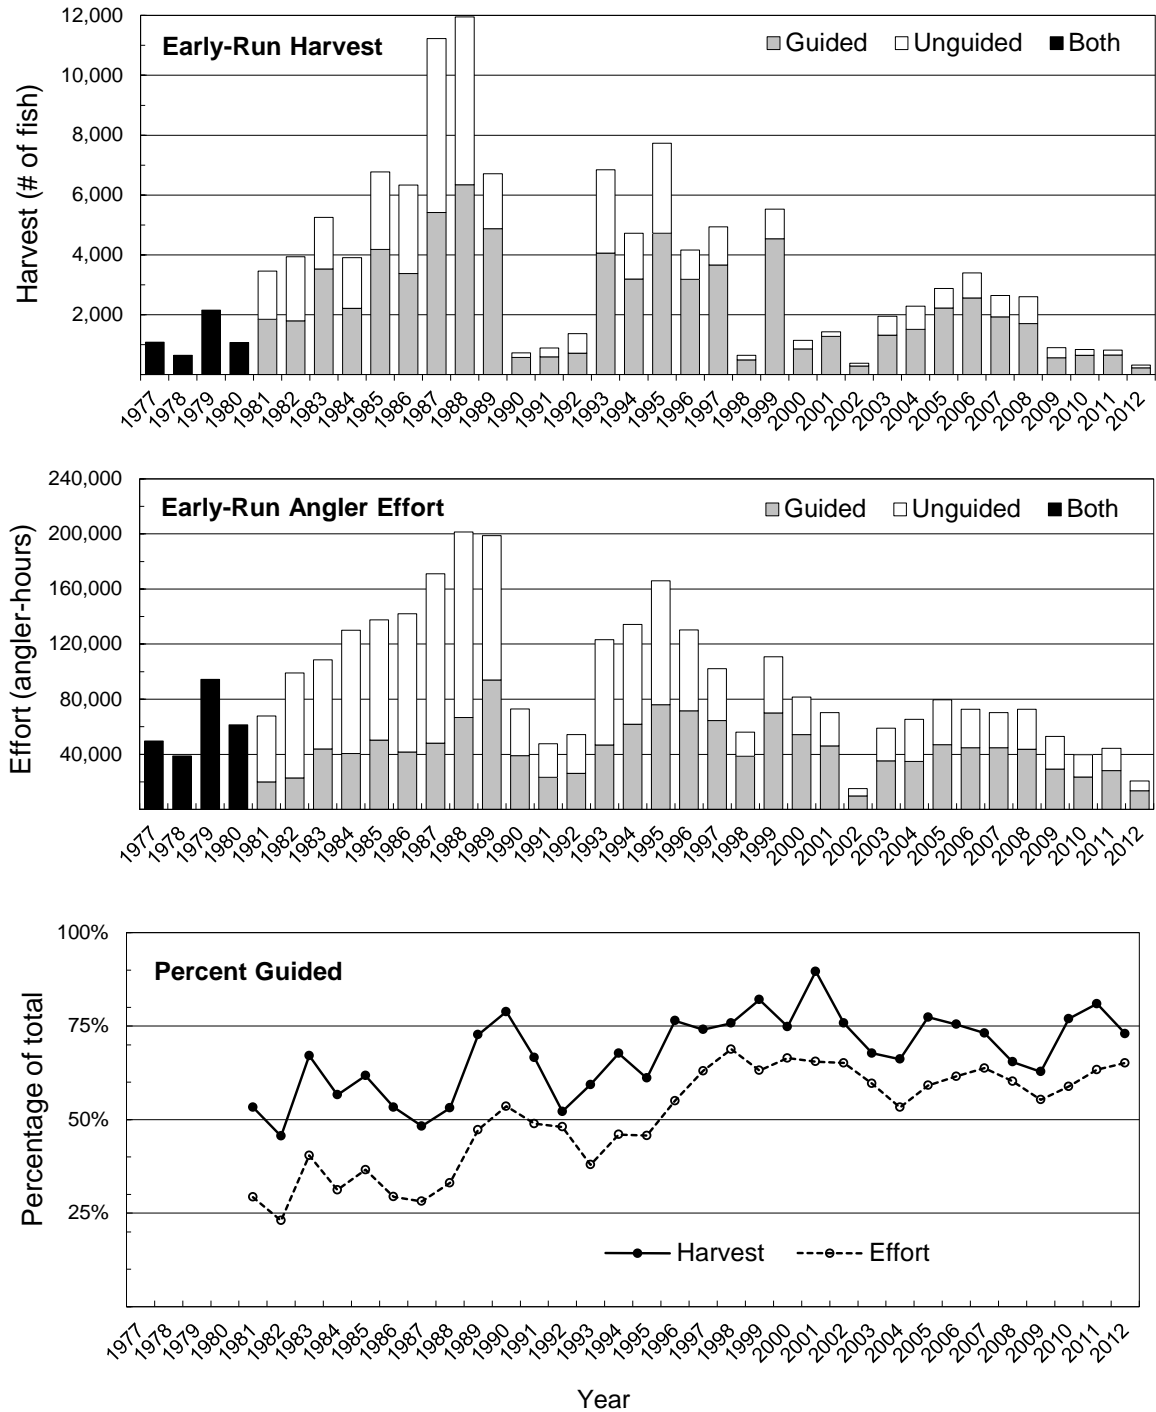 Early-Run Harvest
Guided Unguided Both
Harvest (# of fish)
12,000
10,000
8,000
6,000
4,000
2,000
1977 1978 1979 1980 1981 1982 1983 1984 1985 1986 1987 1988 1989 1990 1991 1992 1993 1994 1995 1996 1997 1998 1999 2000 2001 2002 2003 2004 2005 2006 2007 2008 2009 2010 2011 2012
Early-Run Angler Effort
Guided Unguided Both
Effort (angler-hours)
240,000
200,000
160,000
120,000
80,000
40,000
1977 1978 1979 1980 1981 1982 1983 1984 1985 1986 1987 1988 1989 1990 1991 1992 1993 1994 1995 1996 1997 1998 1999 2000 2001 2002 2003 2004 2005 2006 2007 2008 2009 2010 2011 2012
Percent Guided
Percentage of total
100%
75%
50%
25%
Harvest Effort
1977 1978 1979 1980 1981 1982 1983 1984 1985 1986 1987 1988 1989 1990 1991 1992 1993 1994 1995 1996 1997 1998 1999 2000 2001 2002 2003 2004 2005 2006 2007 2008 2009 2010 2011 2012
Year